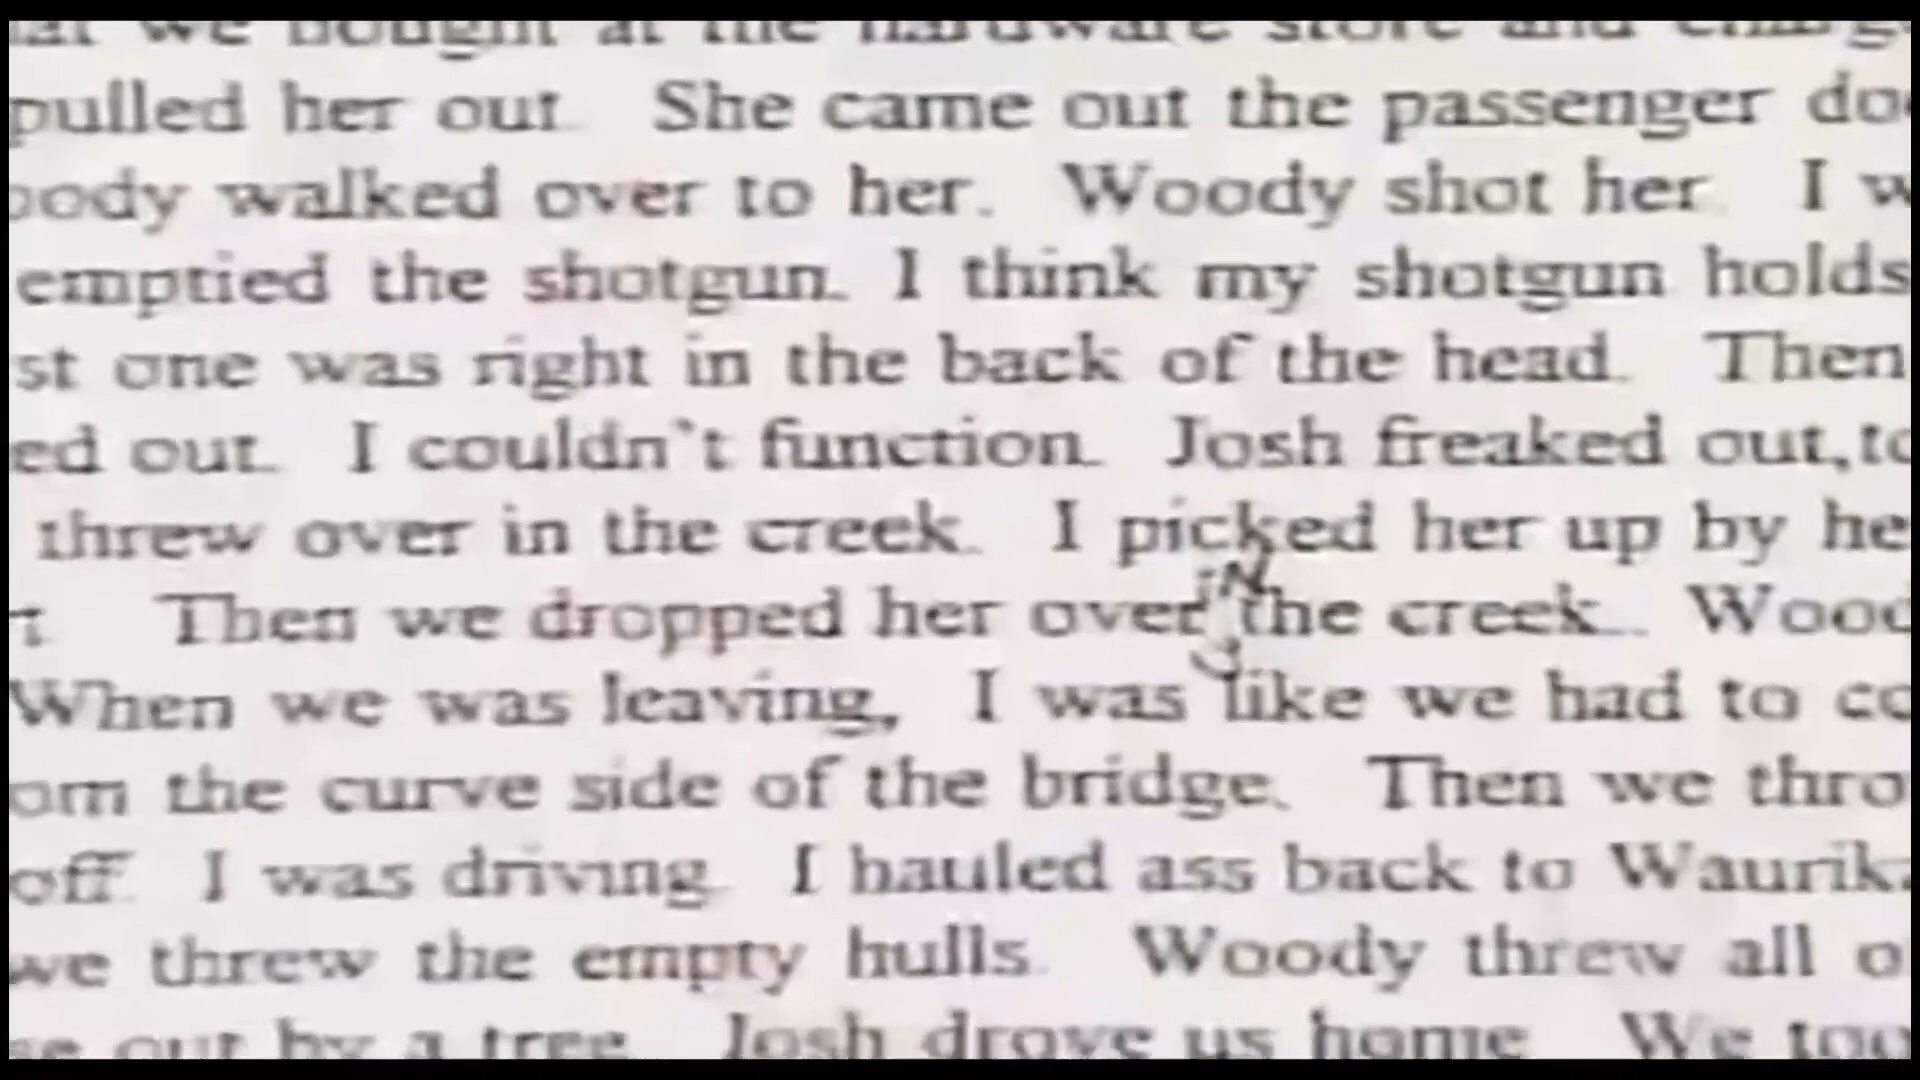 at we bought at the hardware store and charge
pulled her out. She came out the passenger do
oody walked over to her. Woody shot her. I w
emptied the shotgun. I think my shotgun holds
st one was right in the back of the head. Then
ed out. I couldn't function. Josh freaked out, to
threw over in the creek. I picked her up by he
in
t. Then we dropped her over the creek. Wood
When we was leaving, I was like we had to co
om the curve side of the bridge. Then we thro
off. I was driving. I hauled ass back to Waurika
we threw the empty hulls. Woody threw all o
se out by a tree. Josh drove us home. We too